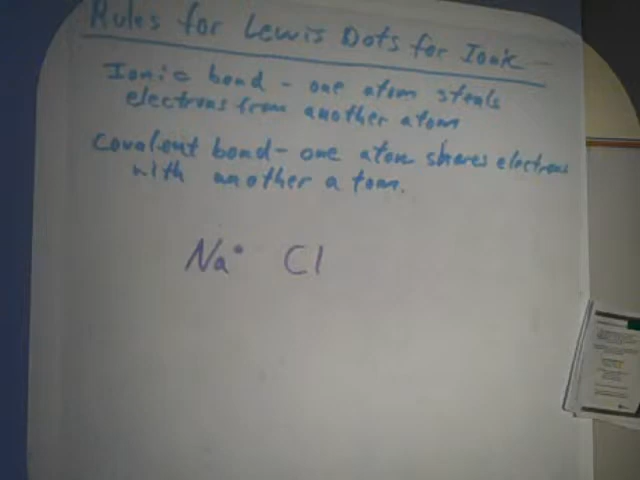 Rules for Lewis Dots for Ionic
Ionic bond - one atom steals
electrons from another atom
Covalent bond - one atom shares electrons
with another atom.
Na• Cl